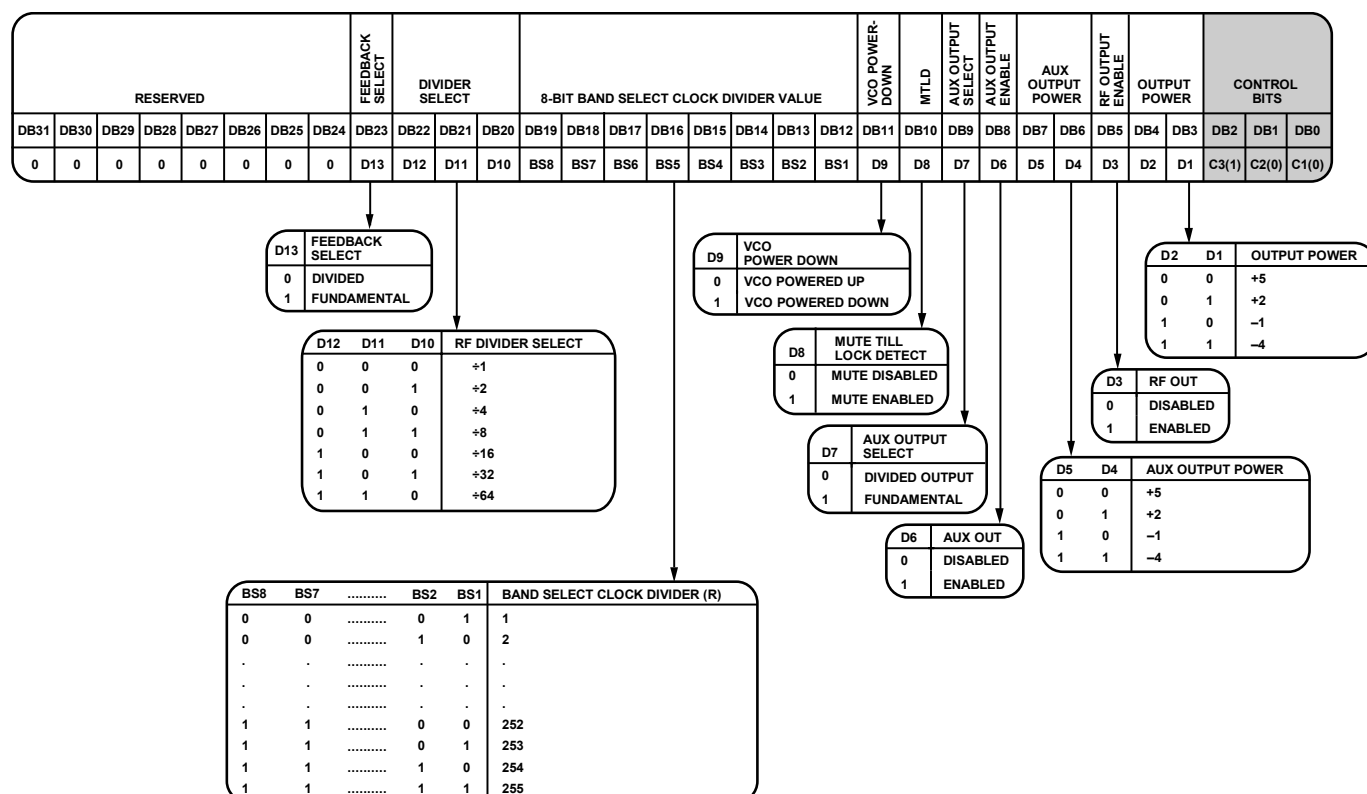 RESERVED
FEEDBACK SELECT
DIVIDER SELECT
8-BIT BAND SELECT CLOCK DIVIDER VALUE
VCO POWER-DOWN
MTLD
AUX OUTPUT SELECT
AUX OUTPUT ENABLE
AUX OUTPUT POWER
RF OUTPUT ENABLE
OUTPUT POWER
CONTROL BITS
DB31 DB30 DB29 DB28 DB27 DB26 DB25 DB24 DB23 DB22 DB21 DB20 DB19 DB18 DB17 DB16 DB15 DB14 DB13 DB12 DB11 DB10 DB9 DB8 DB7 DB6 DB5 DB4 DB3 DB2 DB1 DB0
0 0 0 0 0 0 0 0 D13 D12 D11 D10 BS8 BS7 BS6 BS5 BS4 BS3 BS2 BS1 D9 D8 D7 D6 D5 D4 D3 D2 D1 C3(1) C2(0) C1(0)
D13 FEEDBACK SELECT
0 DIVIDED
1 FUNDAMENTAL
D9 VCO POWER DOWN
0 VCO POWERED UP
1 VCO POWERED DOWN
D2 D1 OUTPUT POWER
0 0 +5
0 1 +2
1 0 –1
1 1 –4
D12 D11 D10 RF DIVIDER SELECT
0 0 0 ÷1
0 0 1 ÷2
0 1 0 ÷4
0 1 1 ÷8
1 0 0 ÷16
1 0 1 ÷32
1 1 0 ÷64
D8 MUTE TILL LOCK DETECT
0 MUTE DISABLED
1 MUTE ENABLED
D3 RF OUT
0 DISABLED
1 ENABLED
D7 AUX OUTPUT SELECT
0 DIVIDED OUTPUT
1 FUNDAMENTAL
D5 D4 AUX OUTPUT POWER
0 0 +5
0 1 +2
1 0 –1
1 1 –4
D6 AUX OUT
0 DISABLED
1 ENABLED
BS8 BS7 .......... BS2 BS1 BAND SELECT CLOCK DIVIDER (R)
0 0 .......... 0 1 1
0 0 .......... 1 0 2
. . .......... . . .
. . .......... . . .
. . .......... . . .
1 1 .......... 0 0 252
1 1 .......... 0 1 253
1 1 .......... 1 0 254
1 1 .......... 1 1 255